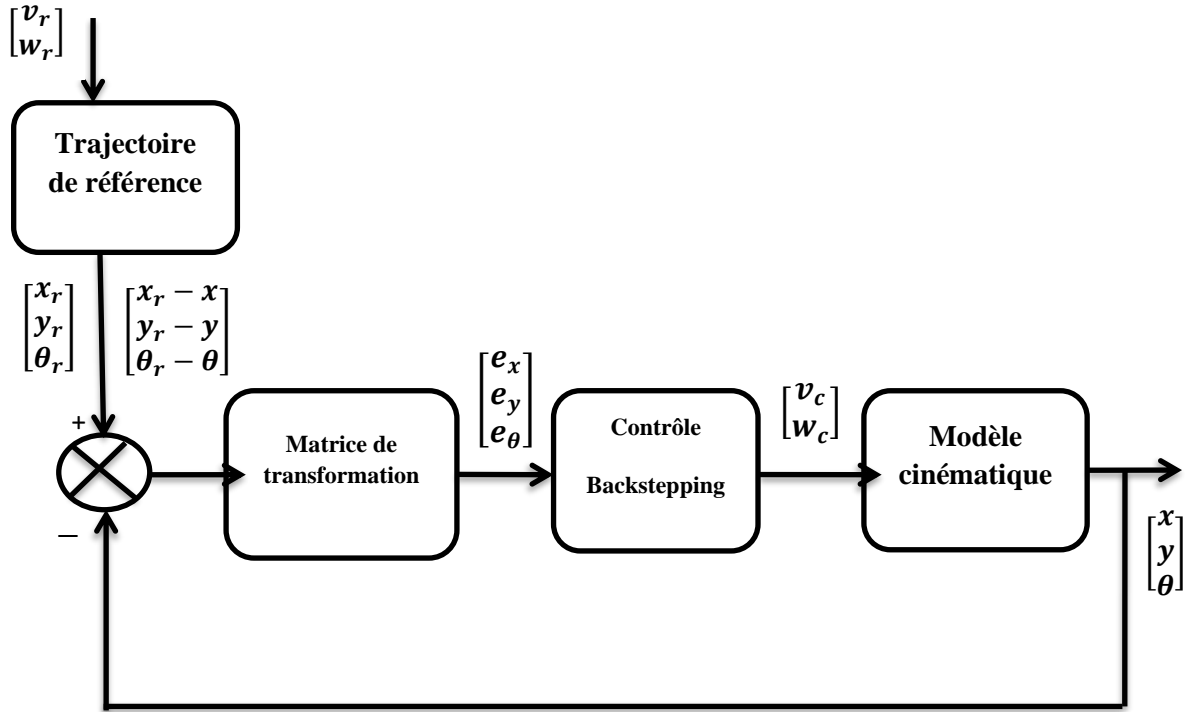 [v_r
w_r]
Trajectoire
de référence
[x_r
y_r
θ_r]
[x_r − x
y_r − y
θ_r − θ]
+
−
Matrice de
transformation
[e_x
e_y
e_θ]
Contrôle
Backstepping
[v_c
w_c]
Modèle
cinématique
[x
y
θ]